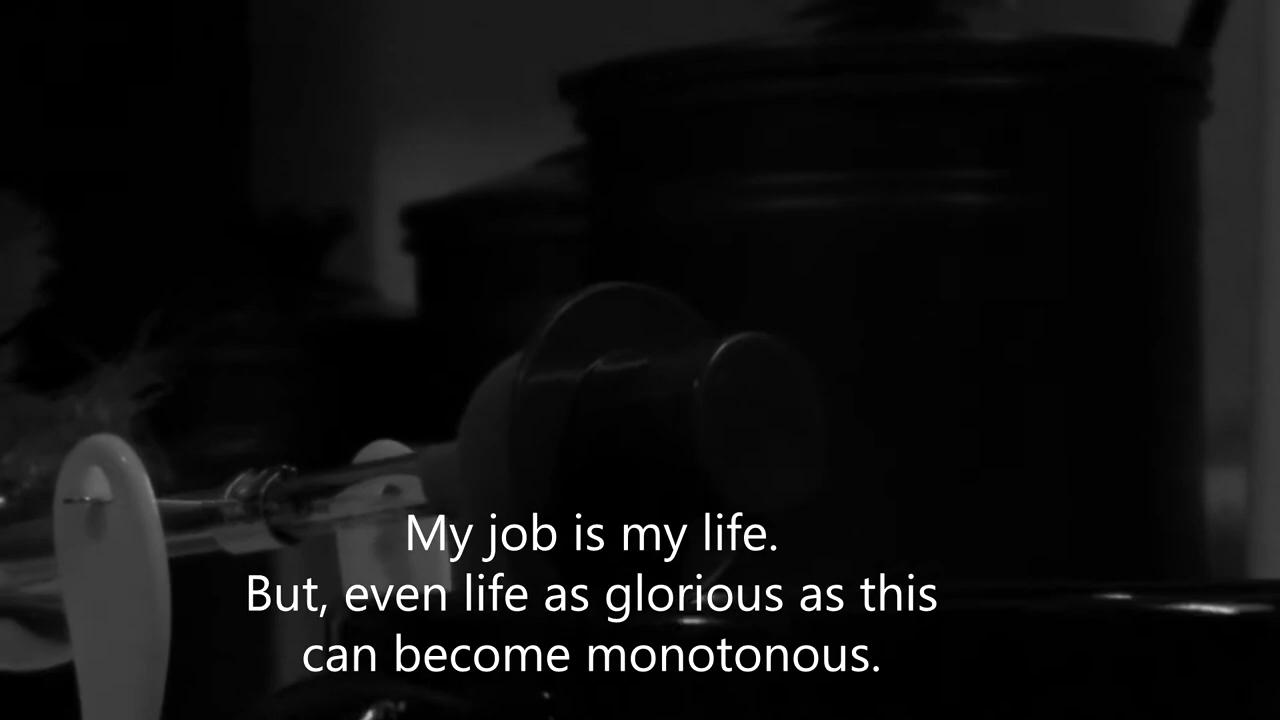 My job is my life.
But, even life as glorious as this
can become monotonous.